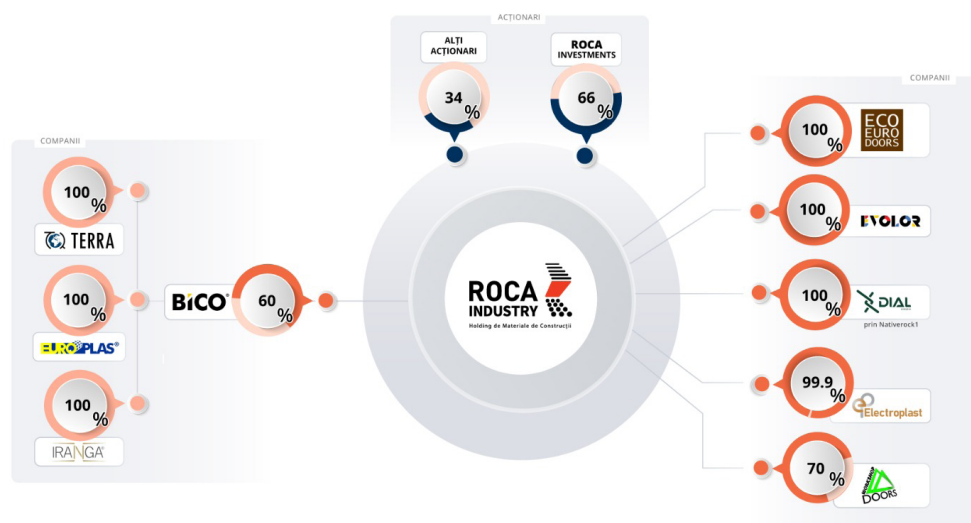 ACȚIONARI
ALȚI
ACȚIONARI
34
%
ROCA
INVESTMENTS
66
%
COMPANII
100
%
TERRA
100
%
EUROPLAS®
100
%
IRANGA®
BICO®
60
%
ROCA
INDUSTRY
Holding de Materiale de Construcții
COMPANII
100
%
ECO
EURO
DOORS
100
%
EVOLOR
100
%
DIAL
prin Nativerock1
99.9
%
Electroplast
70
%
WORKSHOP
DOORS